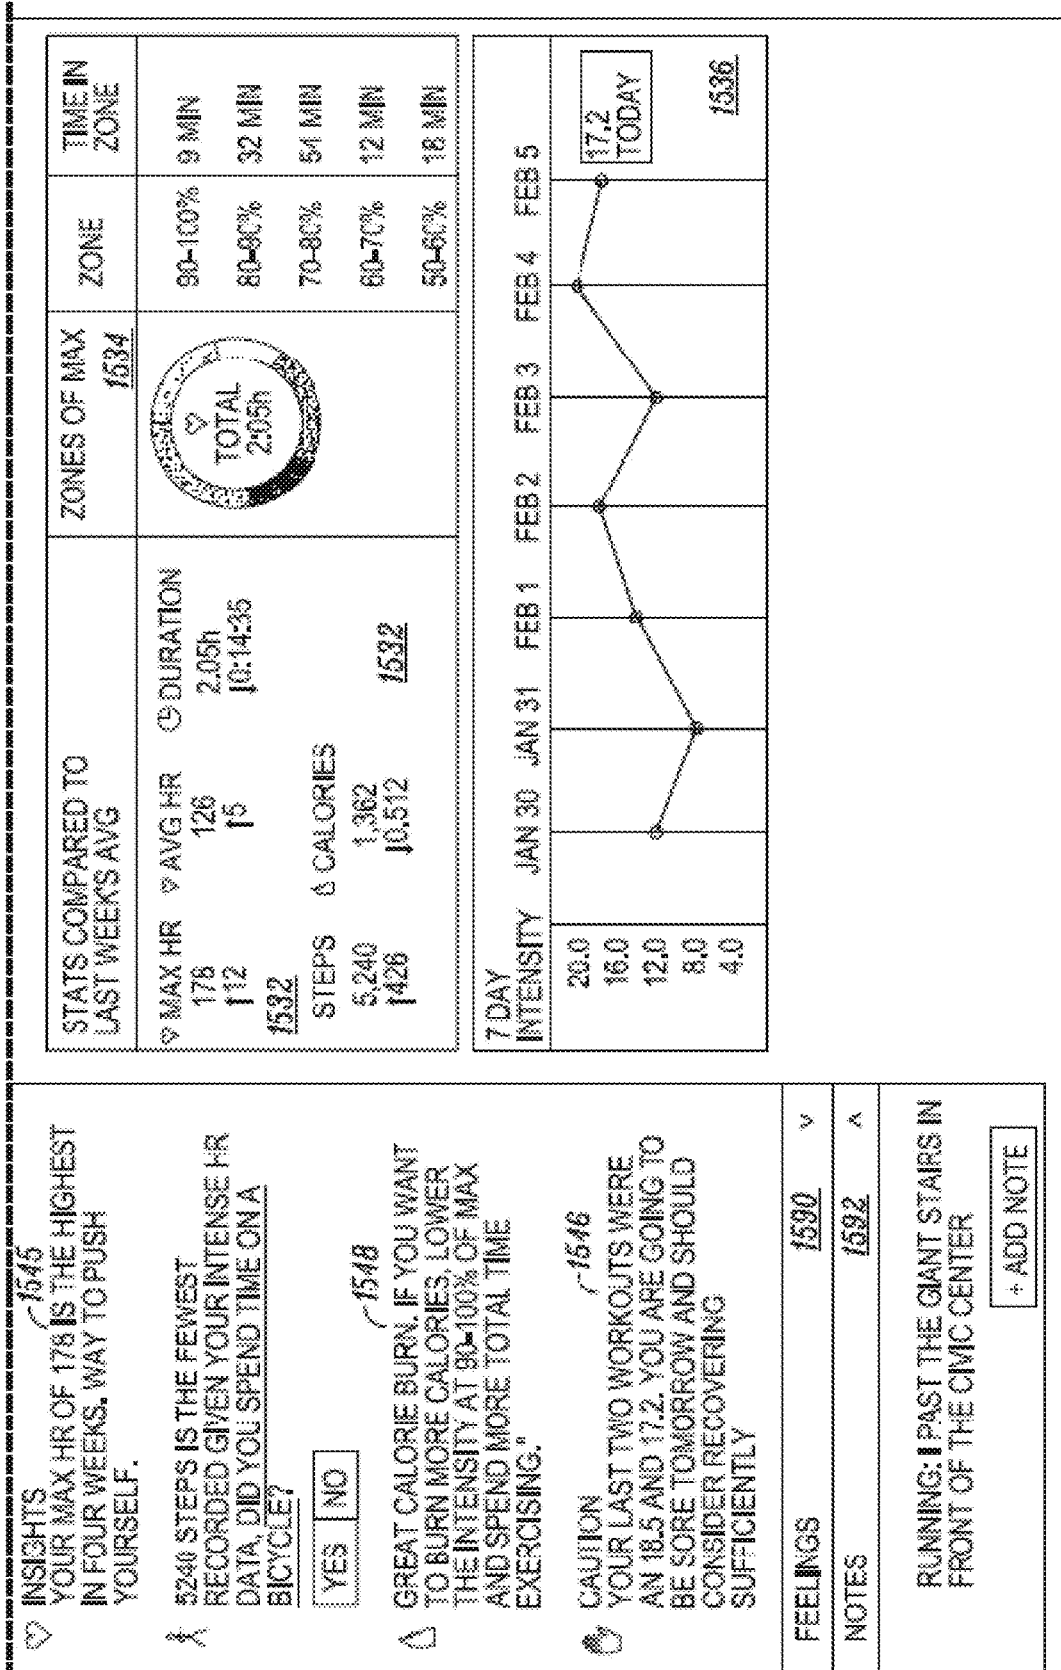 INSIGHTS 1545
YOUR MAX HR OF 178 IS THE HIGHEST
IN FOUR WEEKS. WAY TO PUSH
YOURSELF.
5240 STEPS IS THE FEWEST
RECORDED GIVEN YOUR INTENSE HR
DATA, DID YOU SPEND TIME ON A
BICYCLE?
YES NO
1548
GREAT CALORIE BURN. IF YOU WANT
TO BURN MORE CALORIES, LOWER
THE INTENSITY AT 90-100% OF MAX
AND SPEND MORE TOTAL TIME
EXERCISING."
CAUTION 1546
YOUR LAST TWO WORKOUTS WERE
AN 18.5 AND 17.2. YOU ARE GOING TO
BE SORE TOMORROW AND SHOULD
CONSIDER RECOVERING
SUFFICIENTLY
FEELINGS 1590 v
NOTES 1592 ^
RUNNING: I PAST THE GIANT STAIRS IN
FRONT OF THE CIVIC CENTER
+ ADD NOTE
STATS COMPARED TO
LAST WEEK'S AVG
MAX HR AVG HR DURATION
178 126 2.05h
↑12 ↑5 ↓0:14:35
1532
STEPS CALORIES
5,240 1,362 1532
↑426 ↓0.512
ZONES OF MAX
1534
TOTAL
2:05h
ZONE TIME IN
ZONE
90-100% 9 MIN
80-90% 32 MIN
70-80% 54 MIN
60-70% 12 MIN
50-60% 18 MIN
7 DAY
INTENSITY JAN 30 JAN 31 FEB 1 FEB 2 FEB 3 FEB 4 FEB 5
20.0
16.0
12.0
8.0
4.0
17.2
TODAY
1536